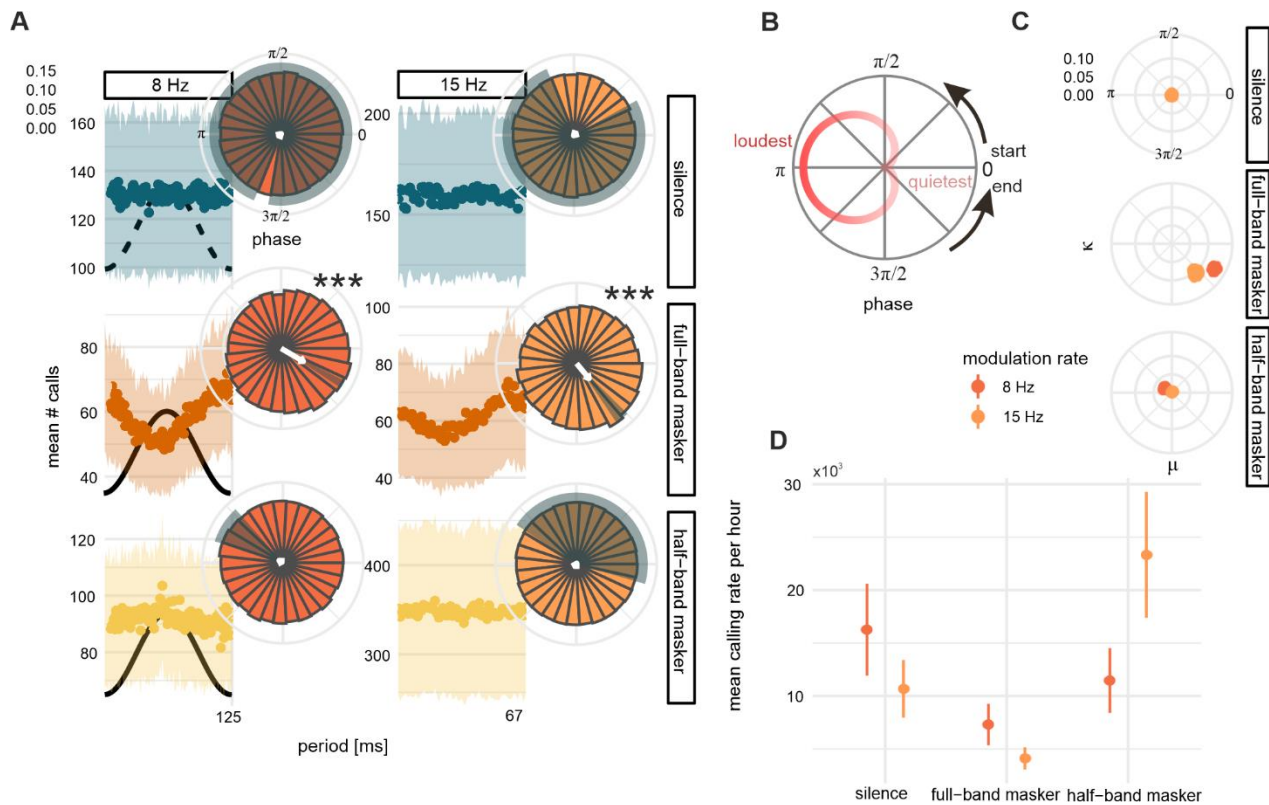 A
8 Hz
0.15
0.10
0.05
0.00
160
140
120
100
π/2
π
0
3π/2
phase
15 Hz
200
150
silence
***
80
60
40
***
100
80
60
40
full-band masker
mean # calls
120
100
80
125
400
300
67
half-band masker
period [ms]
B
π/2
loudest
π
quietest
start
0
end
3π/2
phase
C
π/2
0.10
0.05
0.00
π
0
3π/2
silence
κ
full-band masker
μ
half-band masker
modulation rate
8 Hz
15 Hz
D
x10³
30
20
10
mean calling rate per hour
silence
full-band masker
half-band masker